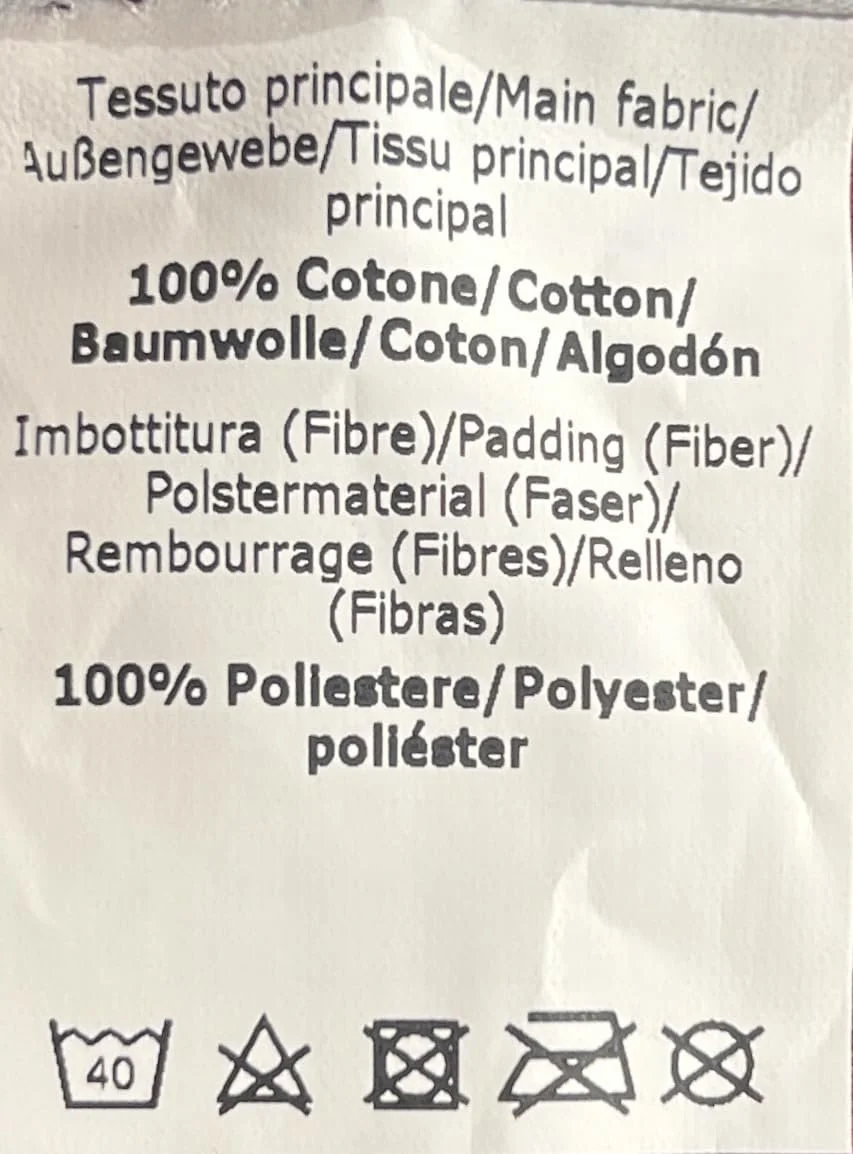 Tessuto principale/Main fabric/
Außengewebe/Tissu principal/Tejido
principal
100% Cotone/Cotton/
Baumwolle/Coton/Algodón
Imbottitura (Fibre)/Padding (Fiber)/
Polstermaterial (Faser)/
Rembourrage (Fibres)/Relleno
(Fibras)
100% Poliestere/Polyester/
poliéster
40